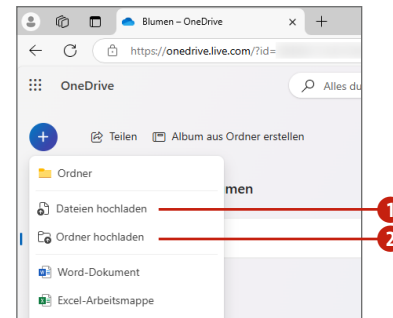 Blumen – OneDrive
https://onedrive.live.com/?id=
OneDrive
Alles du
Teilen
Album aus Ordner erstellen
Ordner
men
Dateien hochladen
1
Ordner hochladen
2
Word-Dokument
Excel-Arbeitsmappe